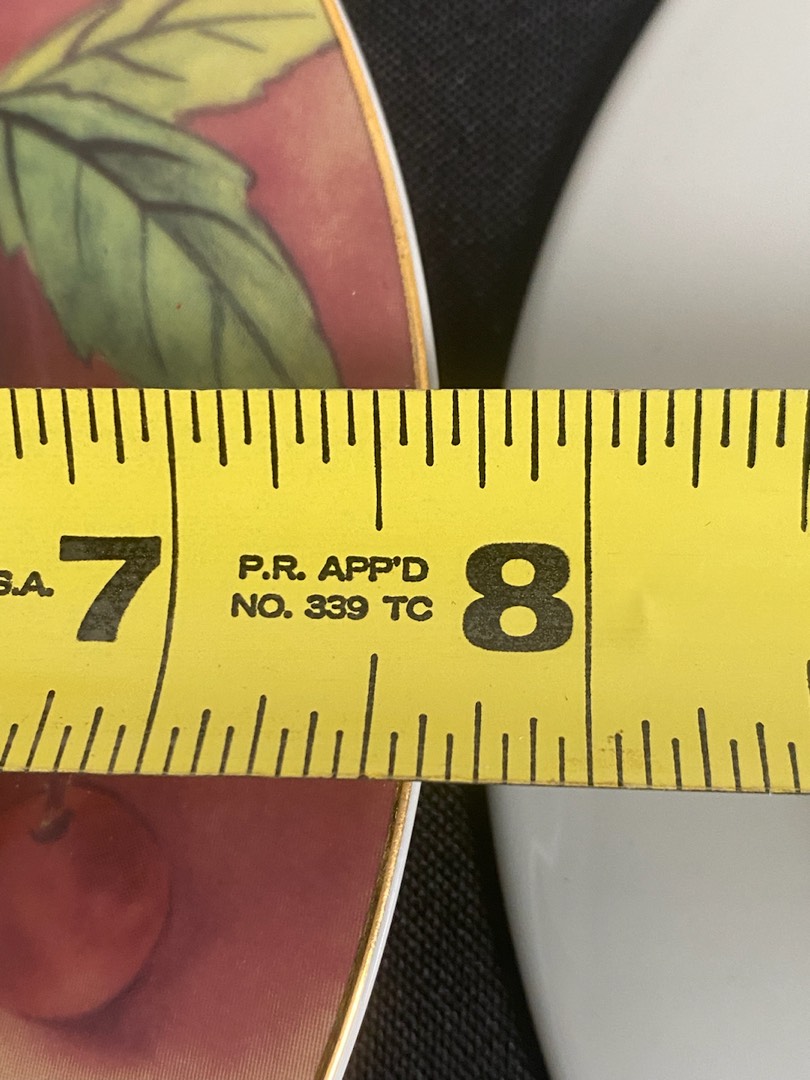 S.A. 7
P.R. APP'D
NO. 339 TC
8